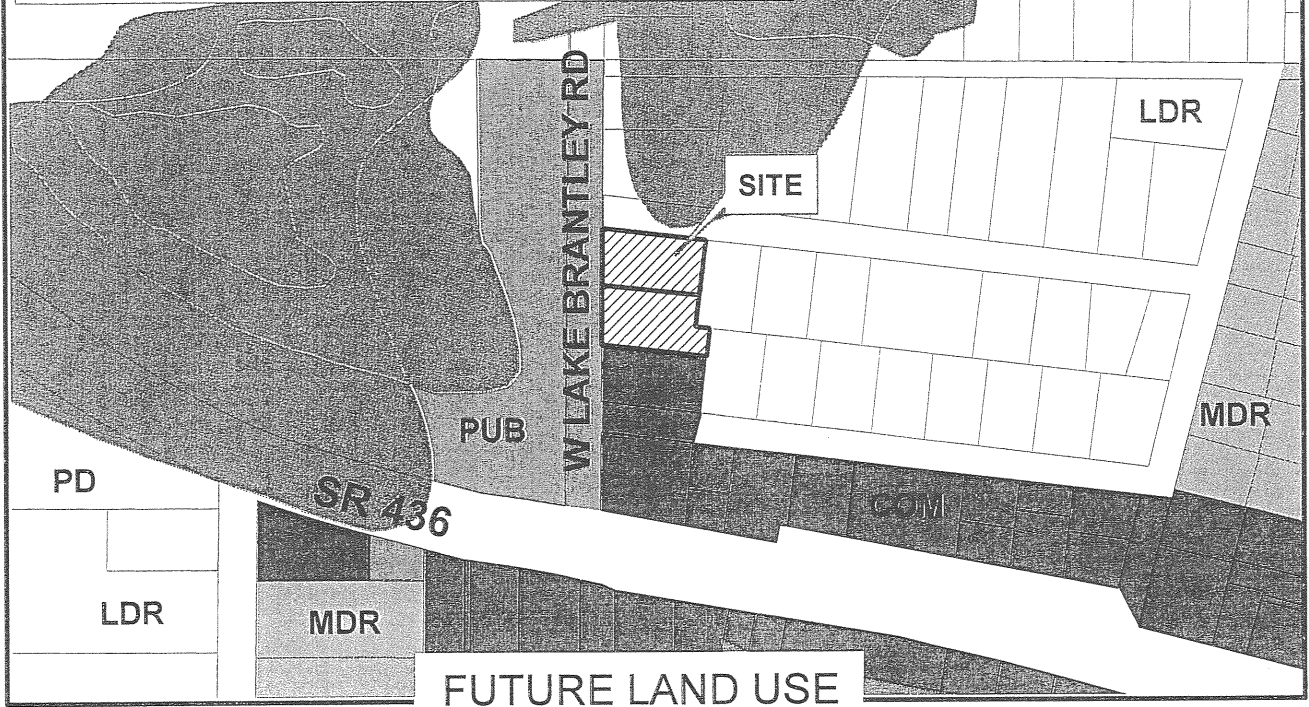 LDR
SITE
W LAKE BRANTLEY RD
MDR
PUB
PD
SR 436
COM
LDR
MDR
FUTURE LAND USE